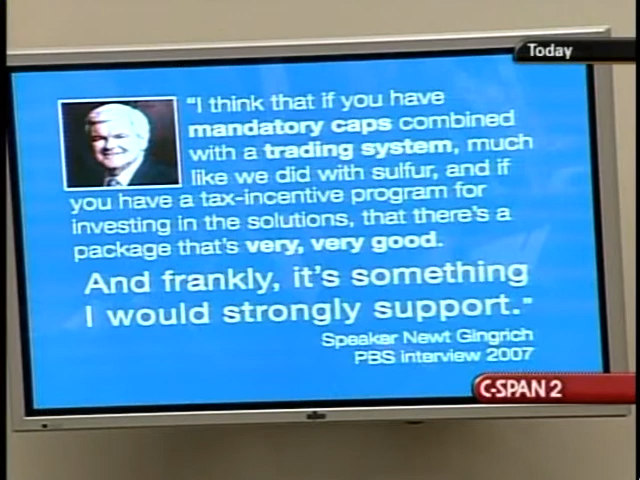 Today
"I think that if you have
mandatory caps combined
with a trading system, much
like we did with sulfur, and if
you have a tax-incentive program for
investing in the solutions, that there's a
package that's very, very good.
And frankly, it's something
I would strongly support."
Speaker Newt Gingrich
PBS interview 2007
C-SPAN 2